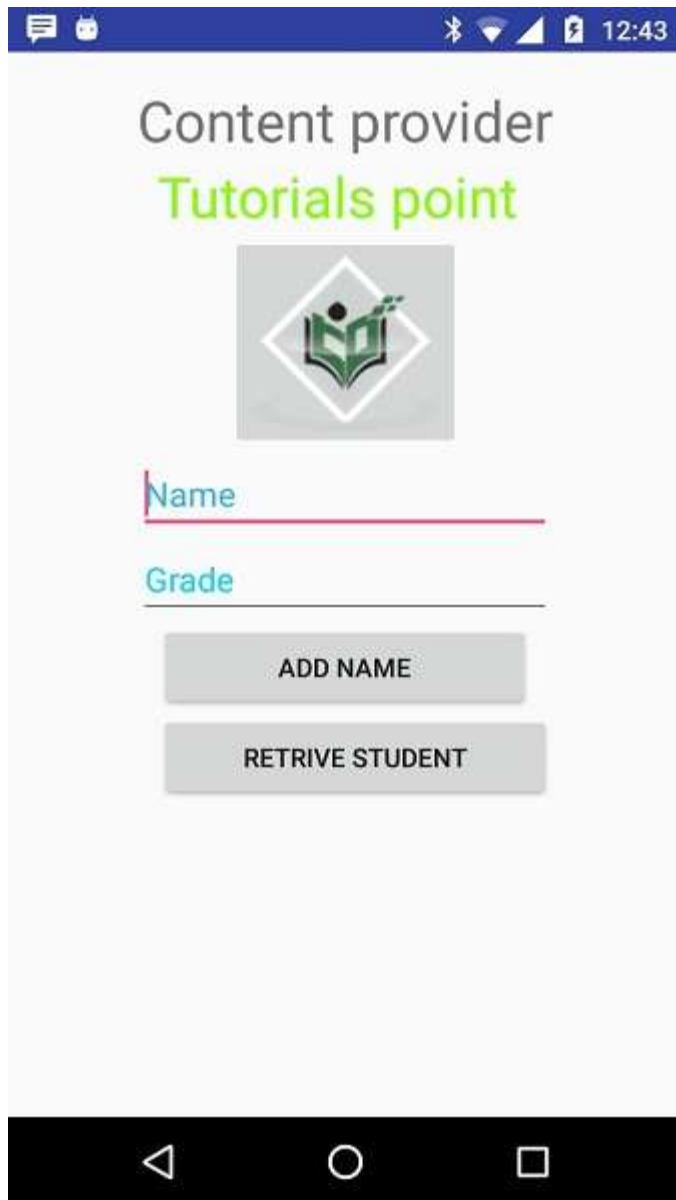 12:43
Content provider
Tutorials point
Name
Grade
ADD NAME
RETRIVE STUDENT